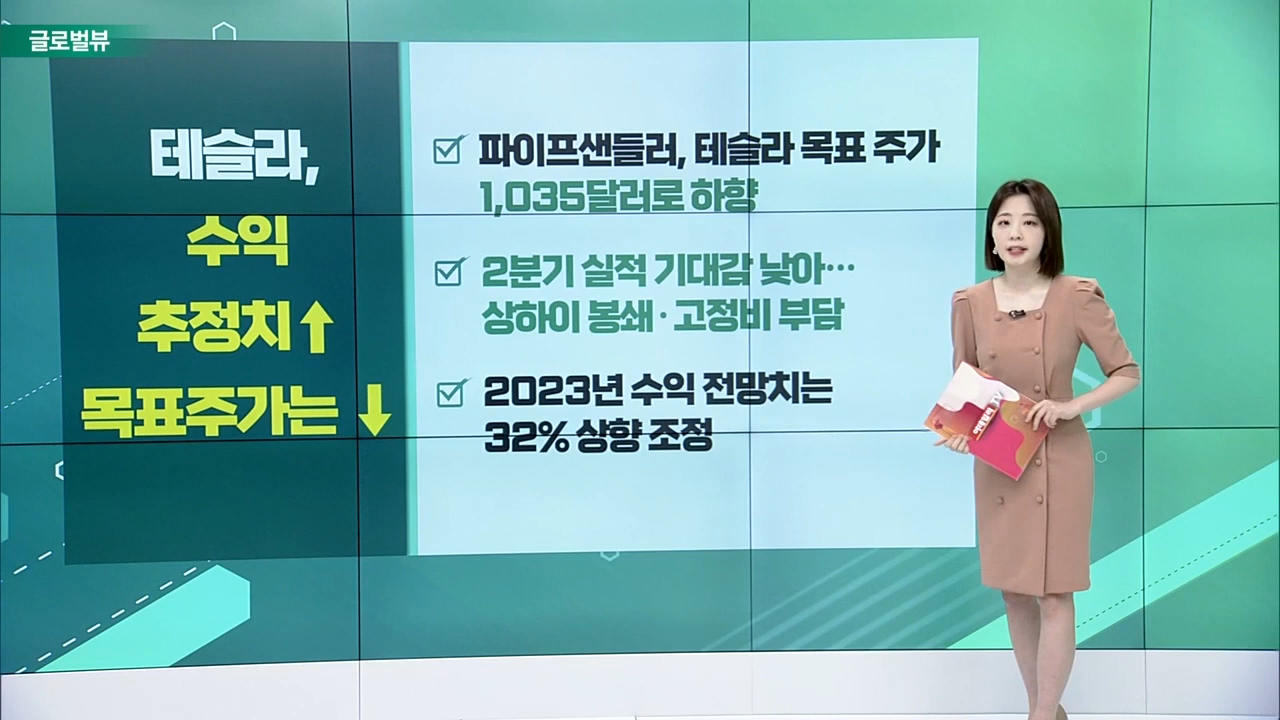 글로벌뷰
테슬라,
수익
추정치↑
목표주가는 ↓
파이프샌들러, 테슬라 목표 주가
1,035달러로 하향
2분기 실적 기대감 낮아…
상하이 봉쇄·고정비 부담
2023년 수익 전망치는
32% 상향 조정